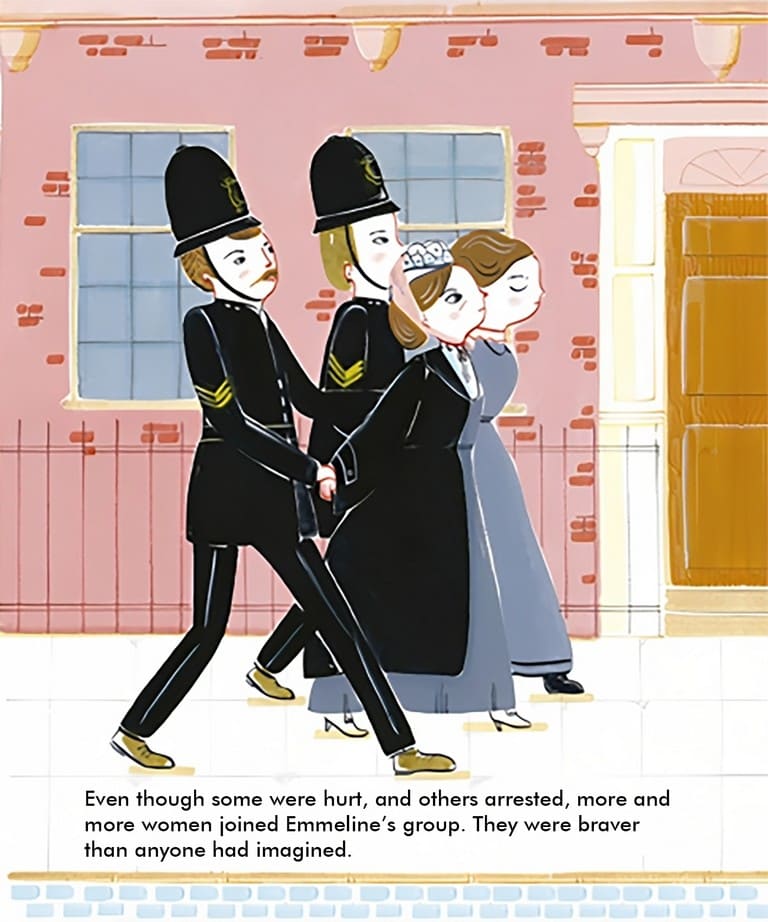 Even though some were hurt, and others arrested, more and
more women joined Emmeline’s group. They were braver
than anyone had imagined.